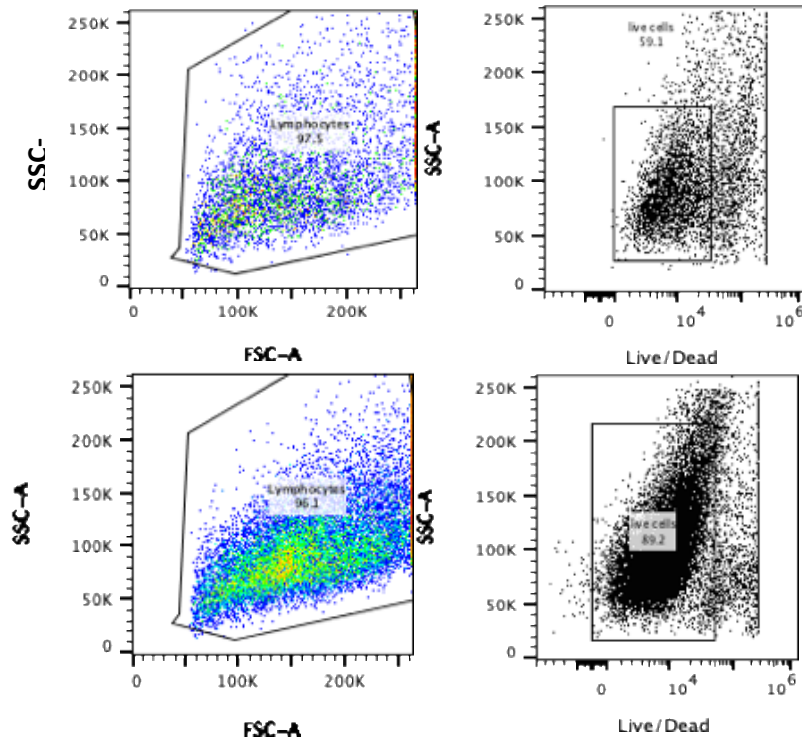 250K
200K
150K
100K
50K
0
SSC-
Lymphocytes
97.5
0
100K
200K
FSC-A
250K
200K
150K
100K
50K
0
SSC-A
live cells
59.1
0
10^4
10^6
Live/Dead
250K
200K
150K
100K
50K
0
SSC-A
Lymphocytes
96.1
0
100K
200K
FSC-A
250K
200K
150K
100K
50K
0
SSC-A
live cells
89.2
0
10^4
10^6
Live/Dead